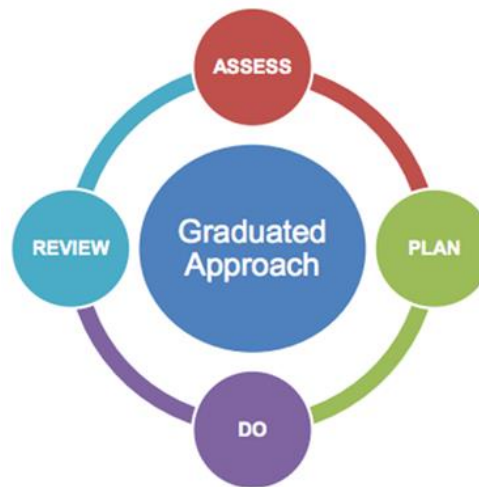 ASSESS
Graduated
Approach
REVIEW
PLAN
DO